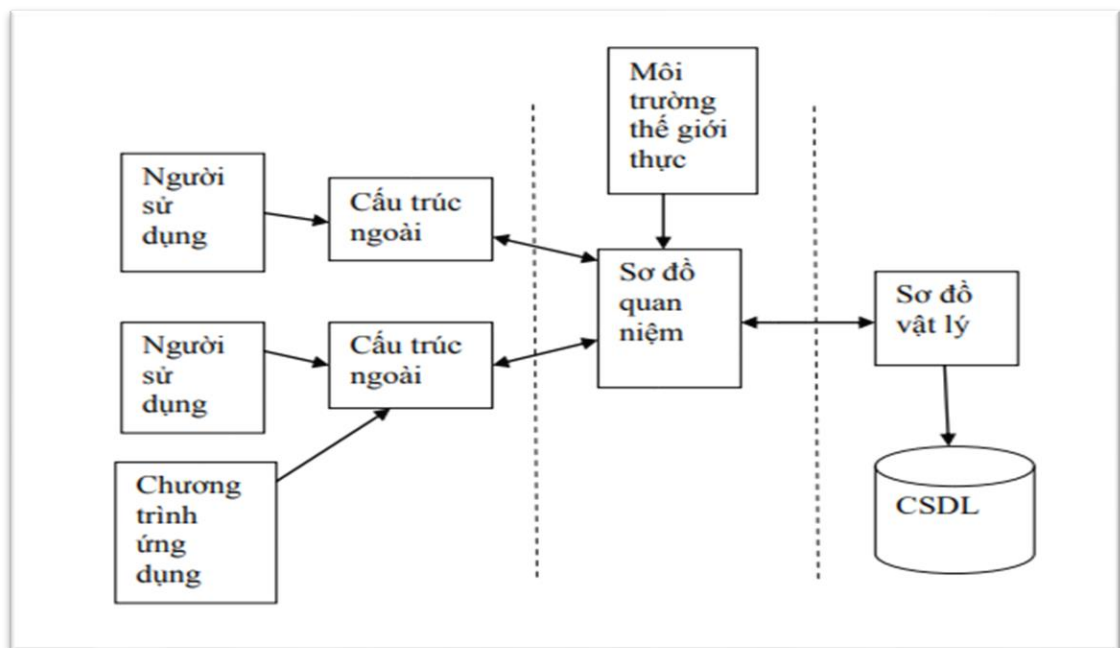 Môi
trường
thế giới
thực
Người
sử
dụng
Cấu trúc
ngoài
Sơ đồ
quan
niệm
Sơ đồ
vật lý
Người
sử
dụng
Cấu trúc
ngoài
Chương
trình
ứng
dụng
CSDL